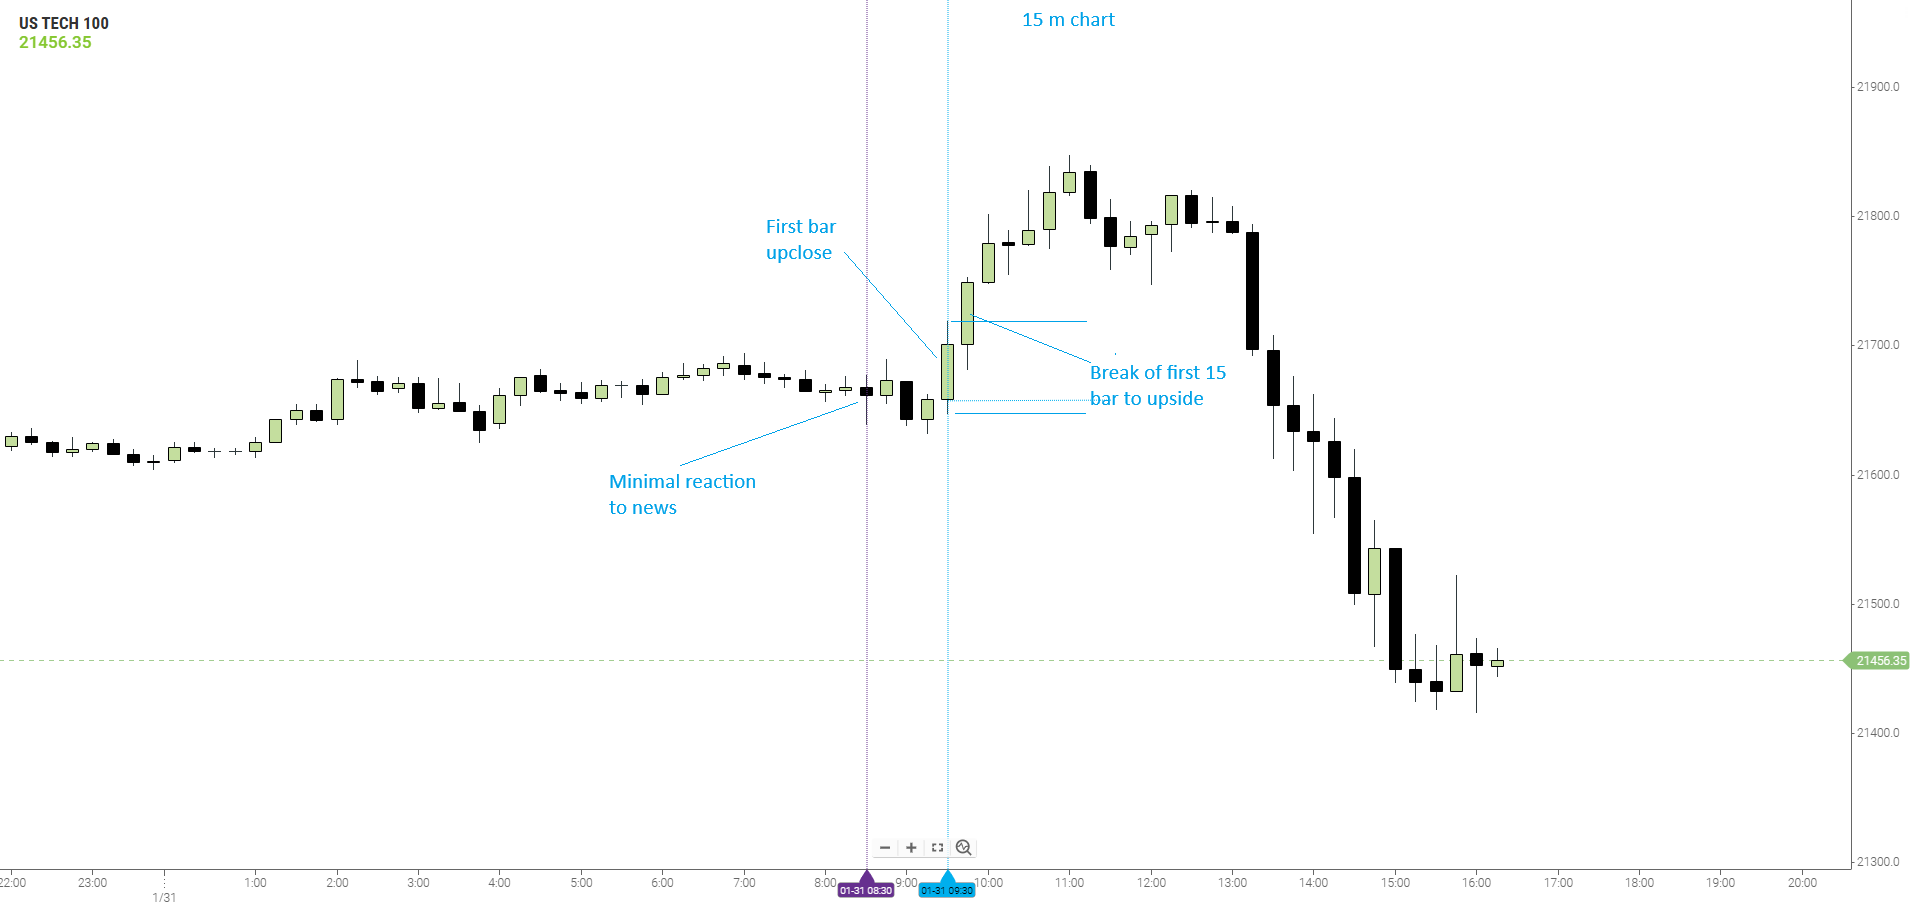 US TECH 100
21456.35
15 m chart
21900.0
21800.0
First bar
upclose
21700.0
Break of first 15
bar to upside
Minimal reaction
to news
21600.0
21500.0
21456.35
21400.0
21300.0
22:00 23:00 1:00 2:00 3:00 4:00 5:00 6:00 7:00 8:00 9:00 10:00 11:00 12:00 13:00 14:00 15:00 16:00 17:00 18:00 19:00 20:00
01-31 08:30 01-31 09:30
1/31